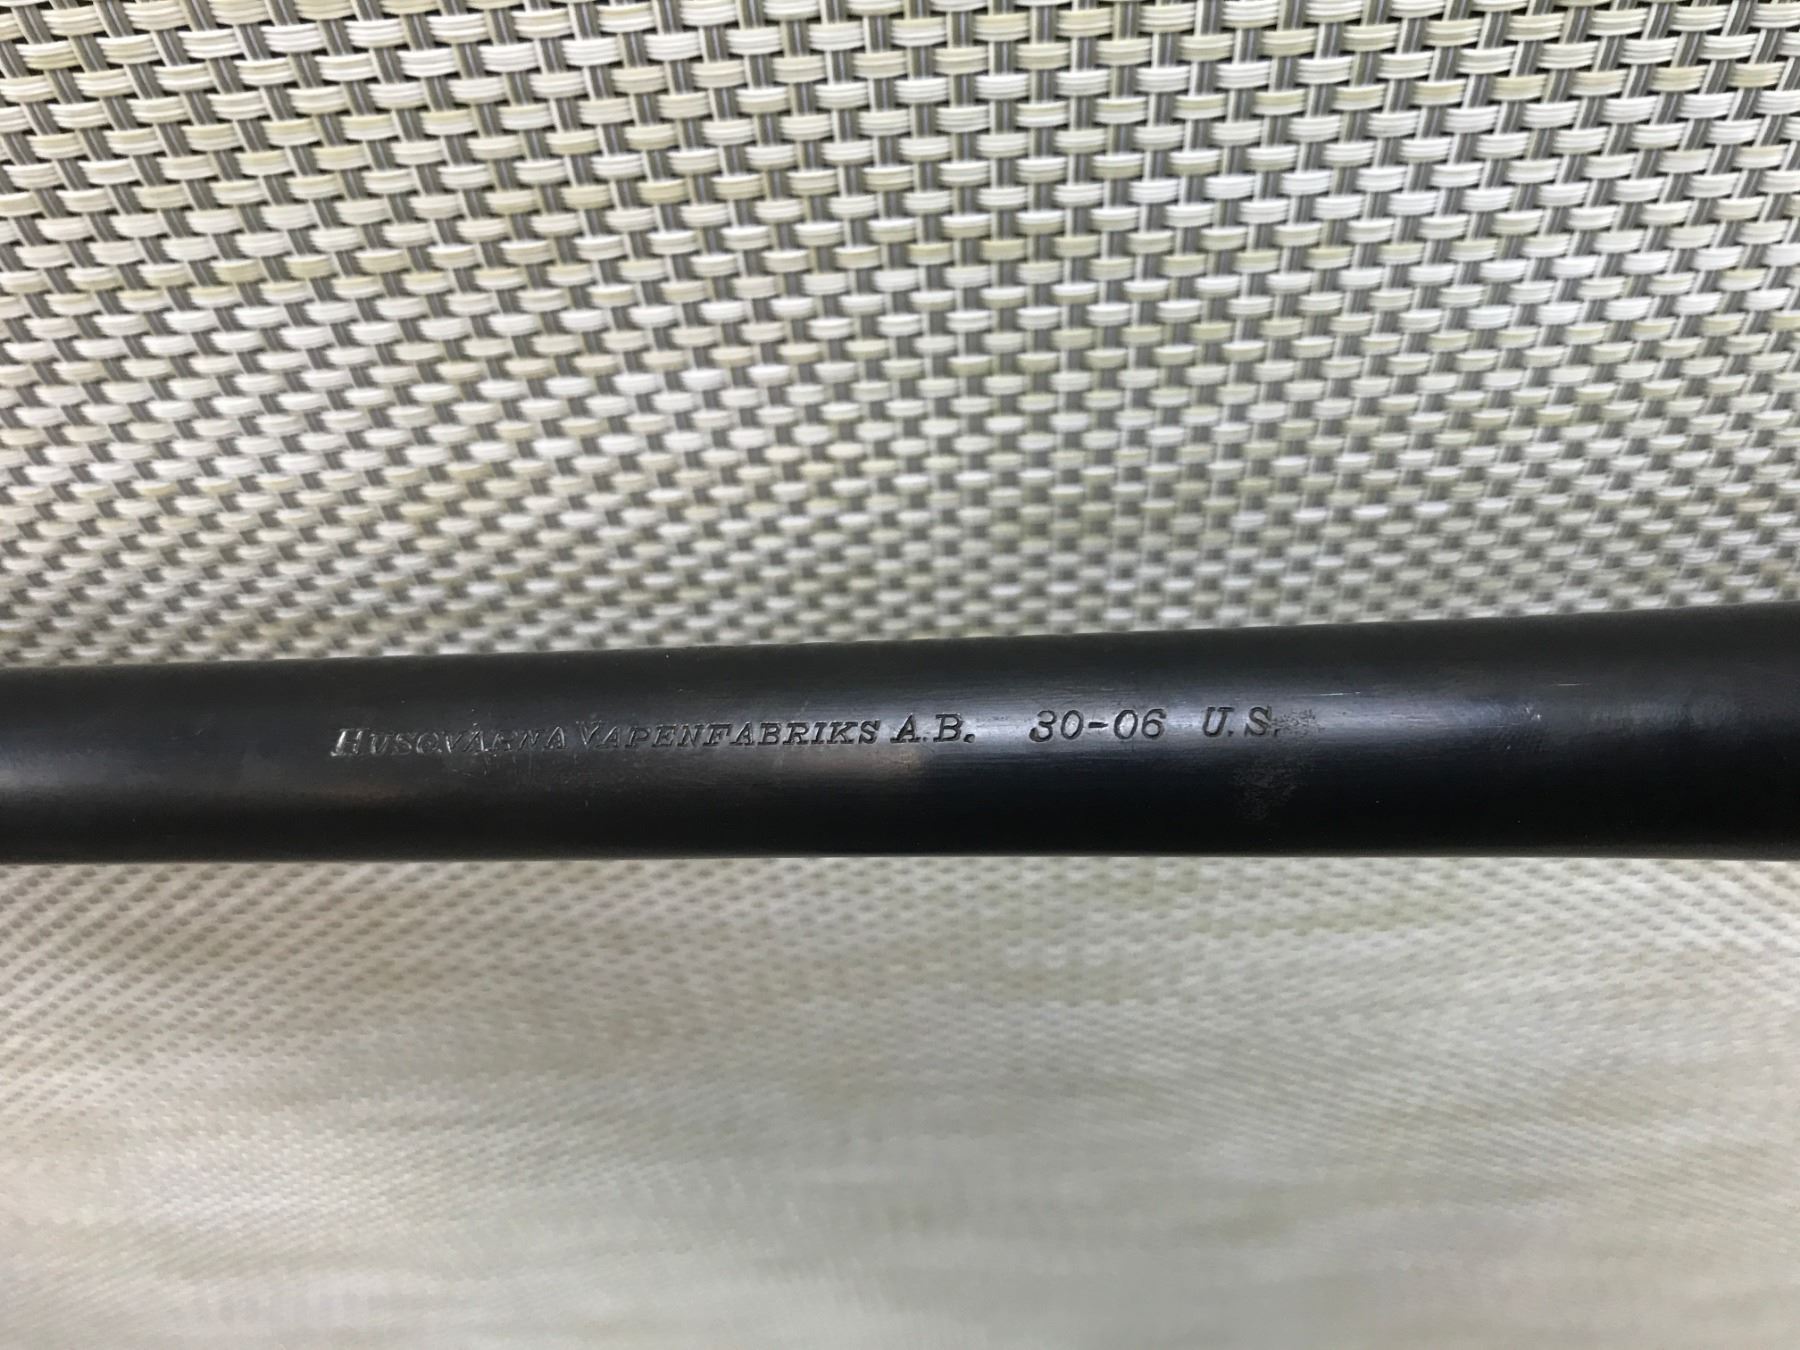 HUSQVARNA VAPENFABRIKS A.B. 30-06 U.S.